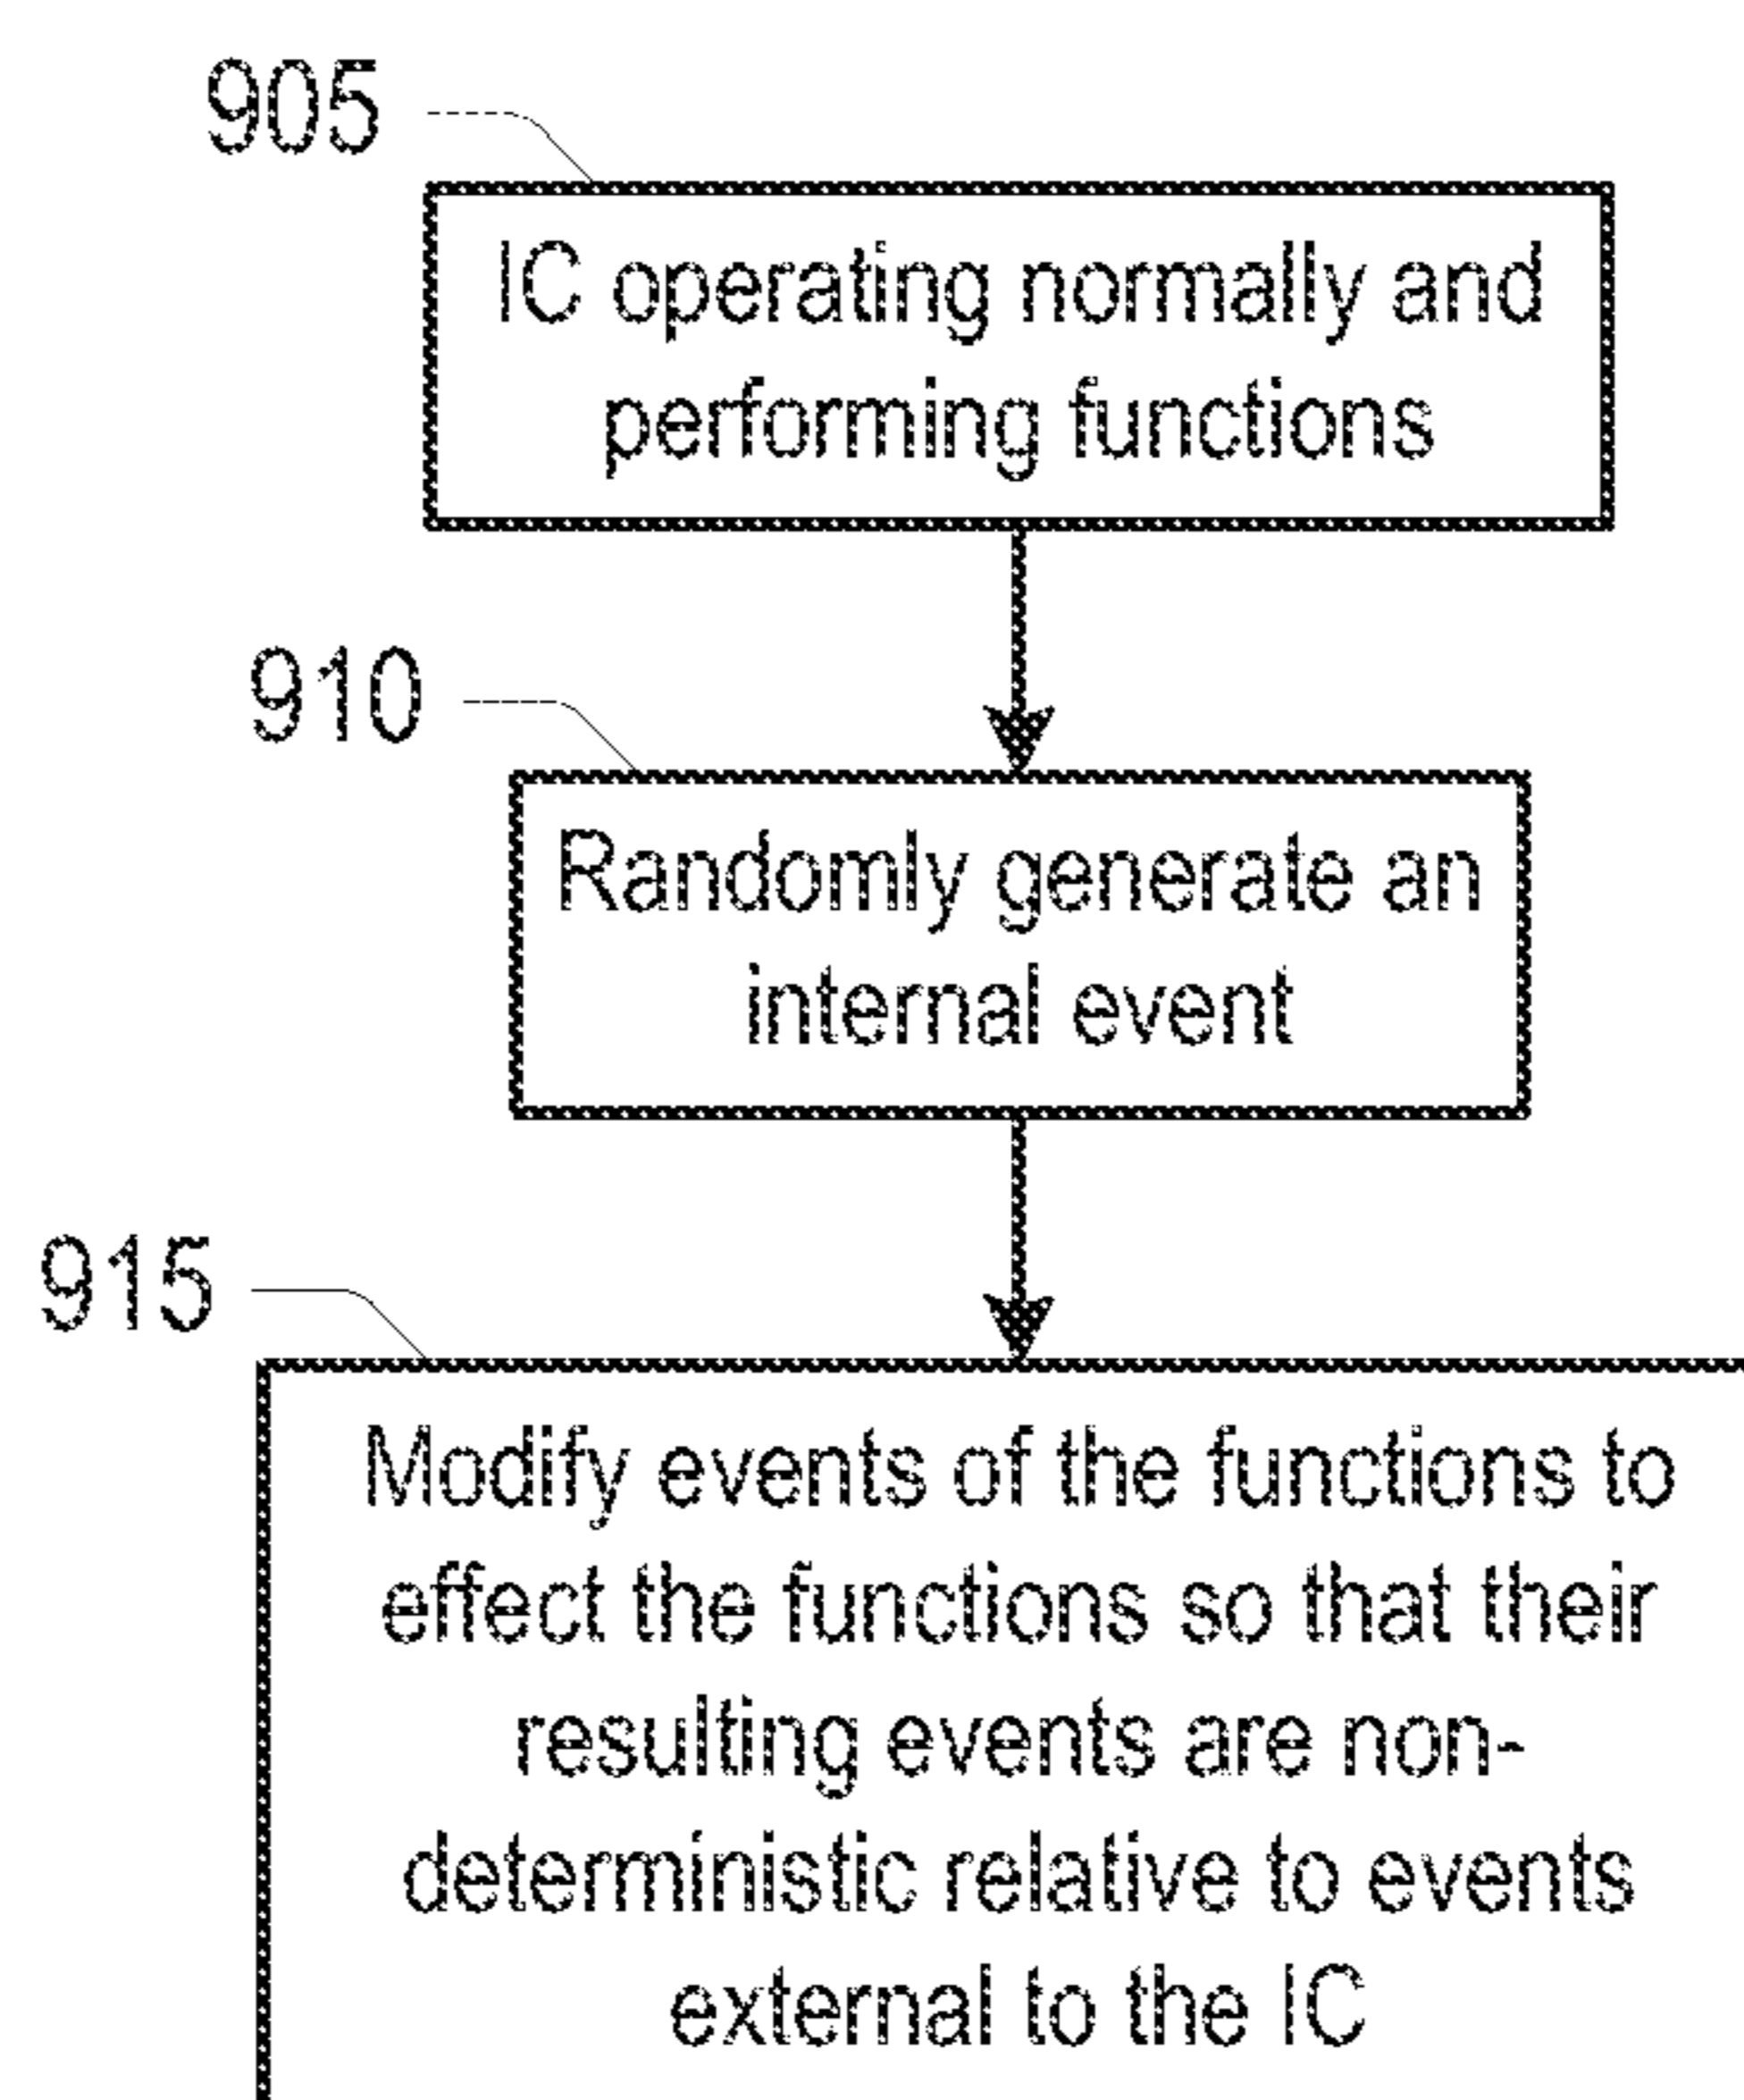 905
IC operating normally and
performing functions
910
Randomly generate an
internal event
915
Modify events of the functions to
effect the functions so that their
resulting events are non-
deterministic relative to events
external to the IC